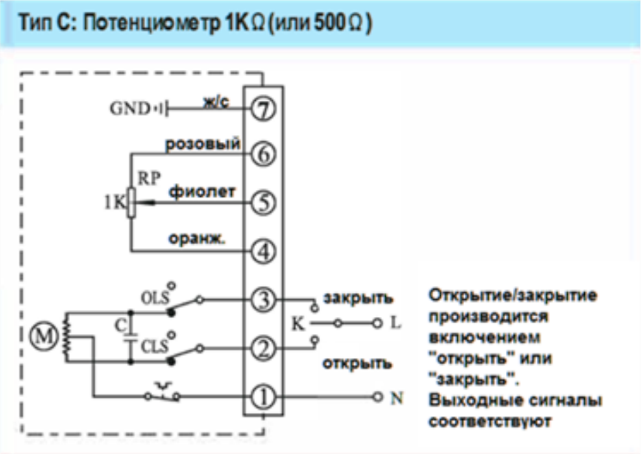 Тип С: Потенциометр 1KΩ (или 500Ω)
GND ж/с 7
розовый 6
RP
1K фиолет 5
оранж. 4
OLS 3 закрыть
K L
M C
CLS 2 открыть
1 N
Открытие/закрытие
производится
включением
"открыть" или
"закрыть".
Выходные сигналы
соответствуют